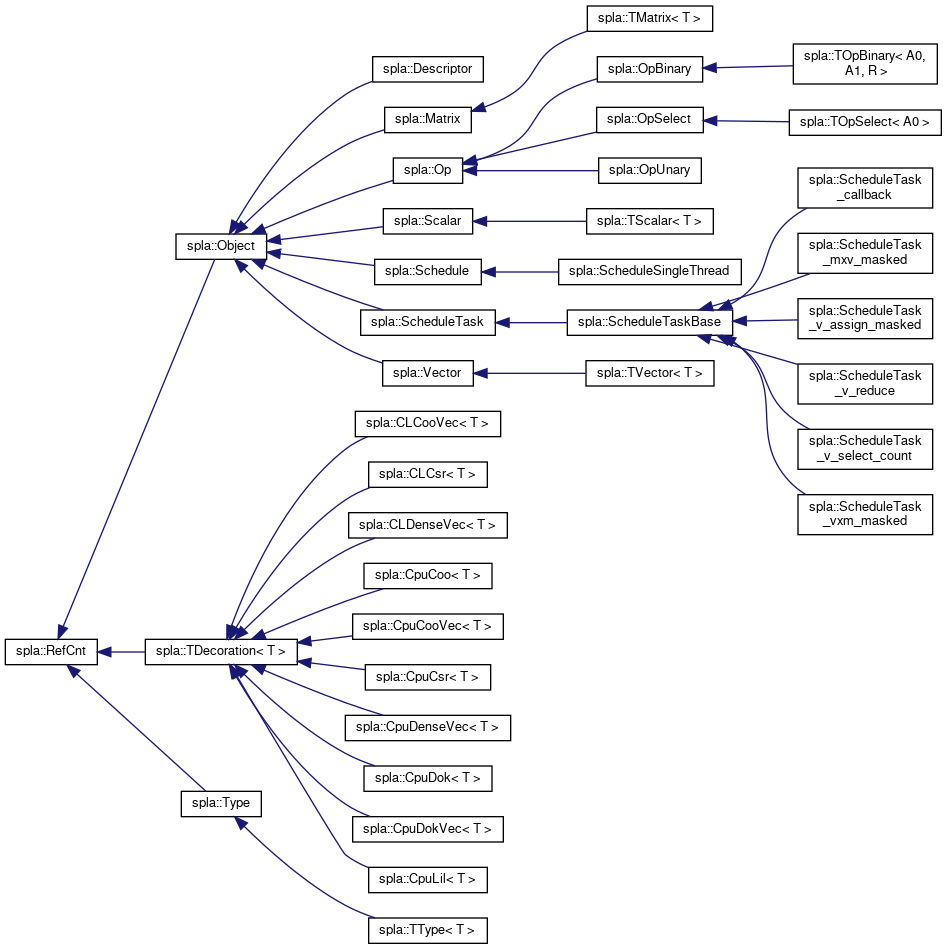 spla::TMatrix< T >
spla::Descriptor
spla::OpBinary
spla::TOpBinary< A0,
A1, R >
spla::Matrix
spla::OpSelect
spla::TOpSelect< A0 >
spla::Op
spla::OpUnary
spla::ScheduleTask
_callback
spla::Scalar
spla::TScalar< T >
spla::Object
spla::ScheduleTask
_mxv_masked
spla::Schedule
spla::ScheduleSingleThread
spla::ScheduleTask
spla::ScheduleTaskBase
spla::ScheduleTask
_v_assign_masked
spla::Vector
spla::TVector< T >
spla::ScheduleTask
_v_reduce
spla::CLCooVec< T >
spla::ScheduleTask
_v_select_count
spla::CLCsr< T >
spla::ScheduleTask
_vxm_masked
spla::CLDenseVec< T >
spla::CpuCoo< T >
spla::CpuCooVec< T >
spla::RefCnt
spla::TDecoration< T >
spla::CpuCsr< T >
spla::CpuDenseVec< T >
spla::CpuDok< T >
spla::Type
spla::CpuDokVec< T >
spla::CpuLil< T >
spla::TType< T >